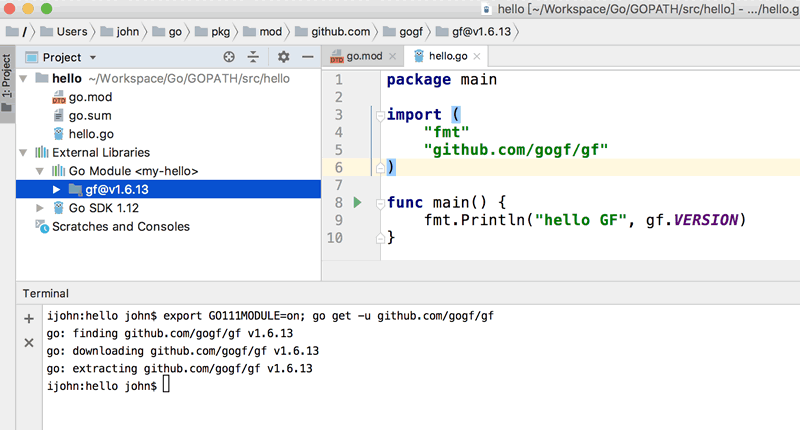 hello [~/Workspace/Go/GOPATH/src/hello] - .../hello.g
/ Users john go pkg mod github.com gogf gf@v1.6.13
1: Project
Project
hello ~/Workspace/Go/GOPATH/src/hello
go.mod
go.sum
hello.go
External Libraries
Go Module <my-hello>
gf@v1.6.13
Go SDK 1.12
Scratches and Consoles
go.mod hello.go
1 package main
2
3 import (
4 "fmt"
5 "github.com/gogf/gf"
6 )
7
8 func main() {
9 fmt.Println("hello GF", gf.VERSION)
10 }
Terminal
ijohn:hello john$ export GO111MODULE=on; go get -u github.com/gogf/gf
go: finding github.com/gogf/gf v1.6.13
go: downloading github.com/gogf/gf v1.6.13
go: extracting github.com/gogf/gf v1.6.13
ijohn:hello john$